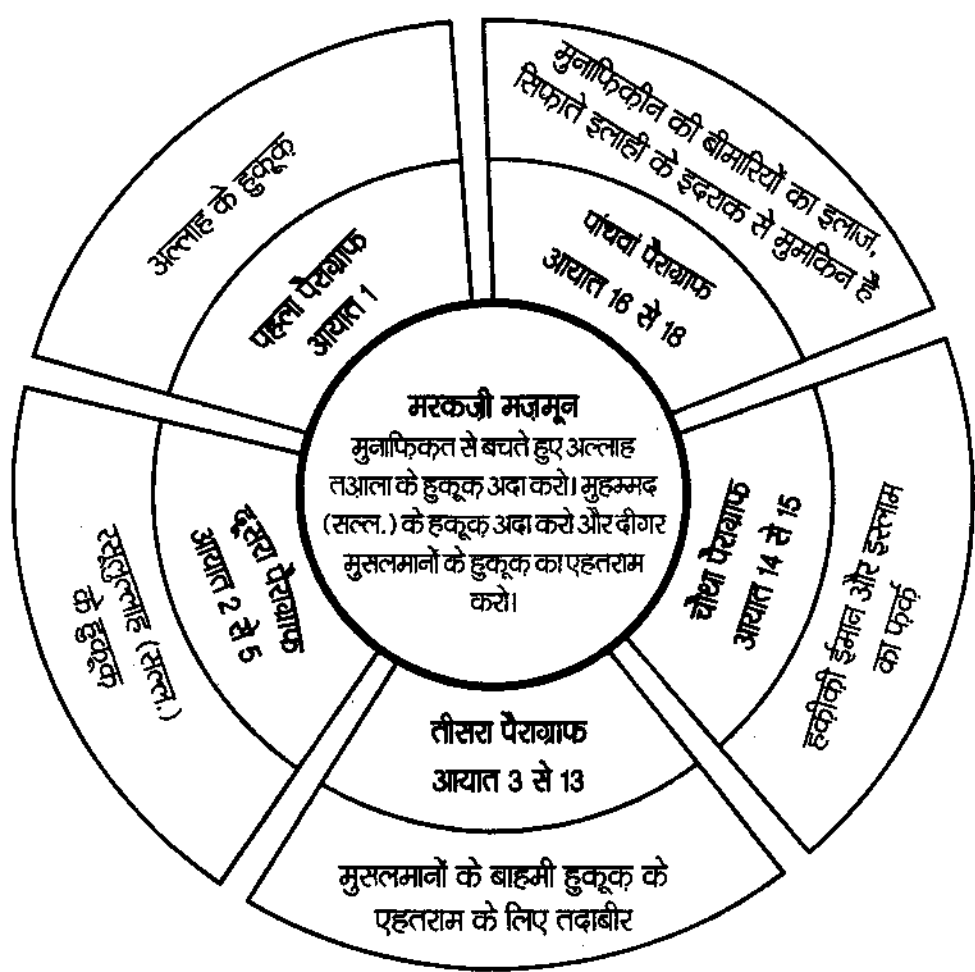 मरकज़ी मज़मून
मुनाफ़िक़त से बचते हुए अल्लाह
तआ़ला के हुक़ूक़ अदा करो। मुहम्मद
(सल्ल.) के हक़ूक़ अदा करो और दीगर
मुसलमानों के हुक़ूक़ का एहतराम
करो।
पहला पैराग्राफ
आयात 1
अल्लाह के हुक़ूक़
दूसरा पैराग्राफ
आयात 2 से 5
रसूलुल्लाह (सल्ल.)
के हुक़ूक़
तीसरा पैराग्राफ
आयात 3 से 13
मुसलमानों के बाहमी हुक़ूक़ के
एहतराम के लिए तदाबीर
चौथा पैराग्राफ
आयात 14 से 15
हक़ीक़ी ईमान और इस्लाम
का फ़र्क़
पांचवां पैराग्राफ
आयात 16 से 18
मुनाफ़िक़ीन की बीमारियों का इलाज,
सिफ़ाते इलाही के इदराक से मुमकिन है